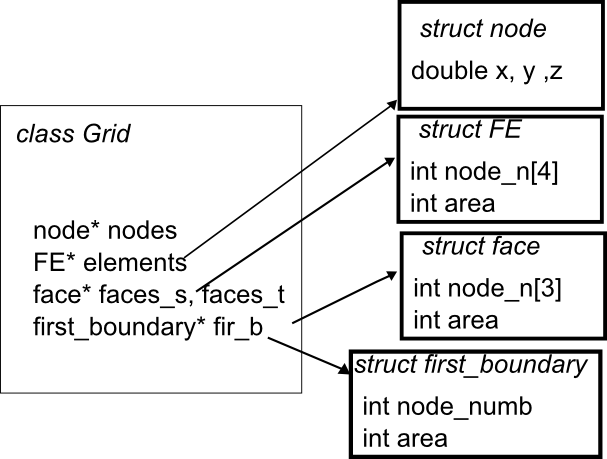 class Grid
node* nodes
FE* elements
face* faces_s, faces_t
first_boundary* fir_b
struct node
double x, y ,z
struct FE
int node_n[4]
int area
struct face
int node_n[3]
int area
struct first_boundary
int node_numb
int area